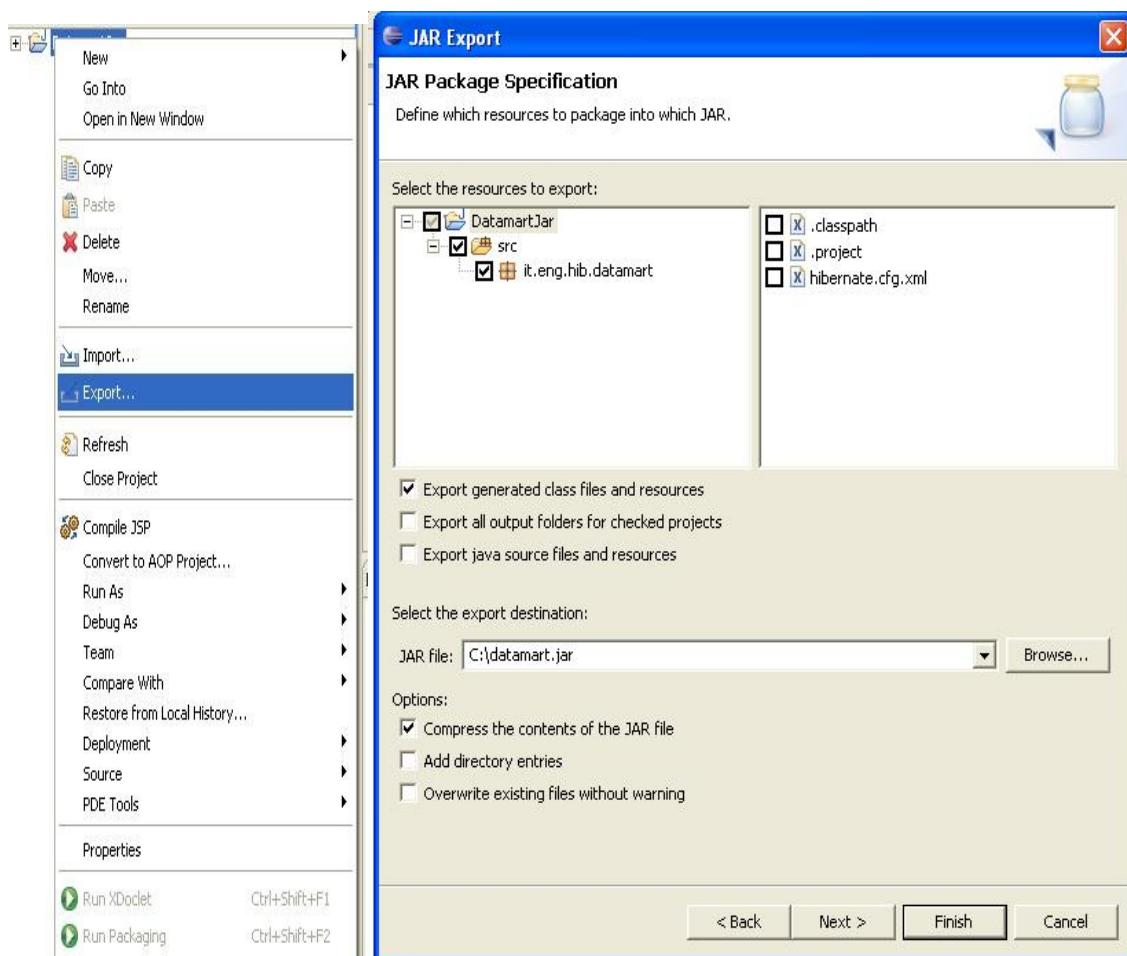 New
Go Into
Open in New Window
Copy
Paste
Delete
Move...
Rename
Import...
Export...
Refresh
Close Project
Compile JSP
Convert to AOP Project...
Run As
Debug As
Team
Compare With
Restore from Local History...
Deployment
Source
PDE Tools
Properties
Run XDoclet Ctrl+Shift+F1
Run Packaging Ctrl+Shift+F2
JAR Export
JAR Package Specification
Define which resources to package into which JAR.
Select the resources to export:
DatamartJar
src
it.eng.hib.datamart
.classpath
.project
hibernate.cfg.xml
Export generated class files and resources
Export all output folders for checked projects
Export java source files and resources
Select the export destination:
JAR file: C:\datamart.jar Browse...
Options:
Compress the contents of the JAR file
Add directory entries
Overwrite existing files without warning
< Back Next > Finish Cancel